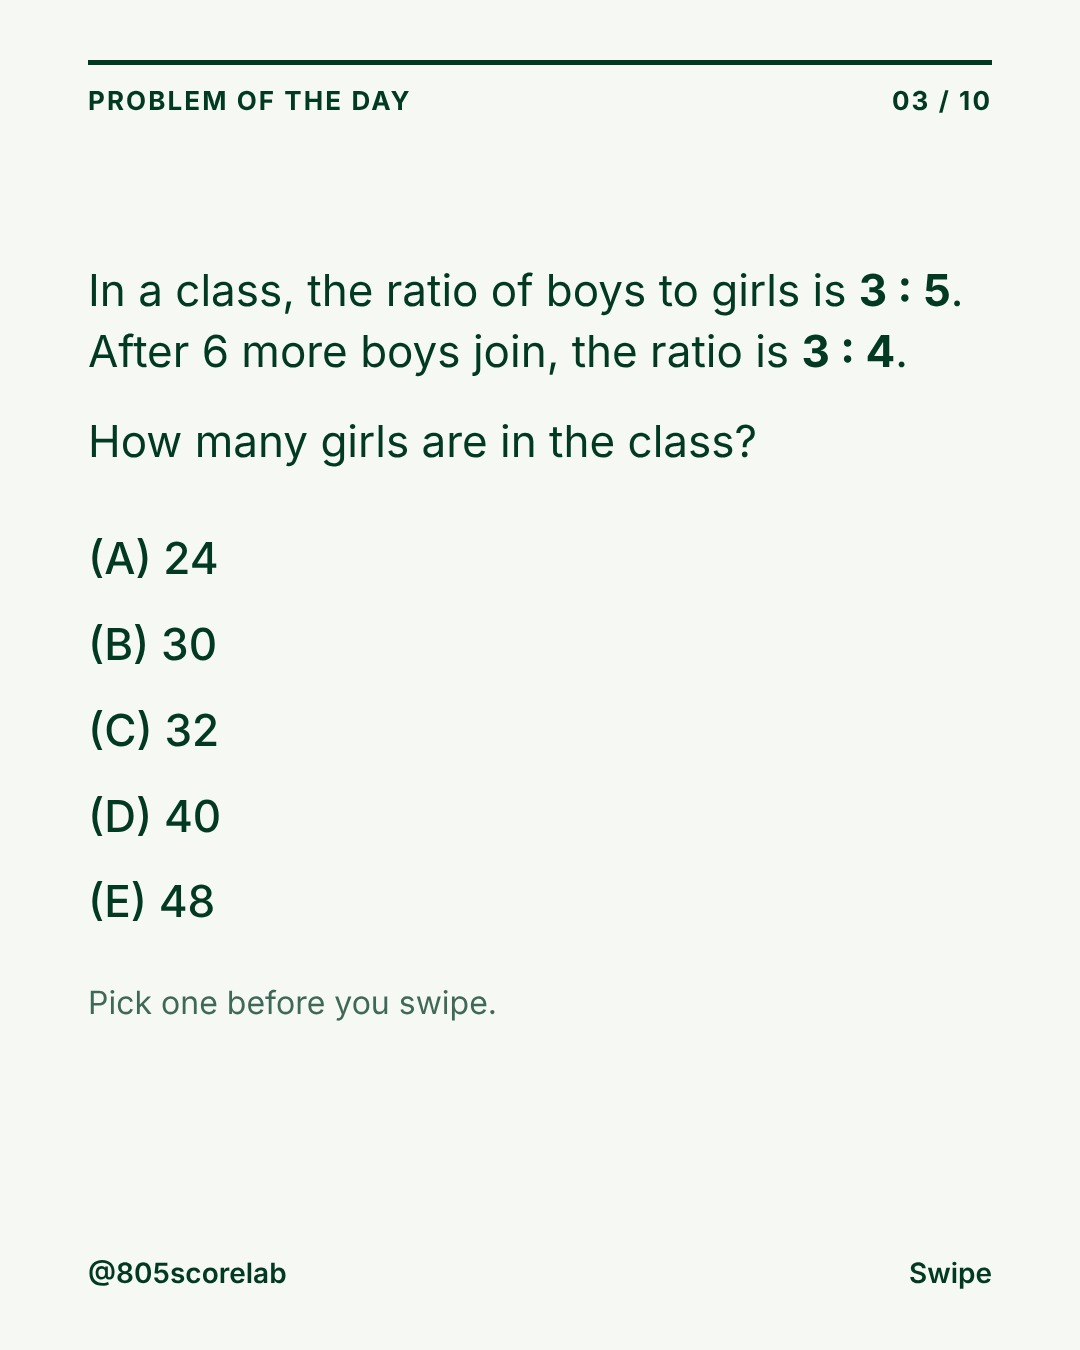 PROBLEM OF THE DAY
03 / 10
In a class, the ratio of boys to girls is 3 : 5.
After 6 more boys join, the ratio is 3 : 4.
How many girls are in the class?
(A) 24
(B) 30
(C) 32
(D) 40
(E) 48
Pick one before you swipe.
@805scorelab
Swipe